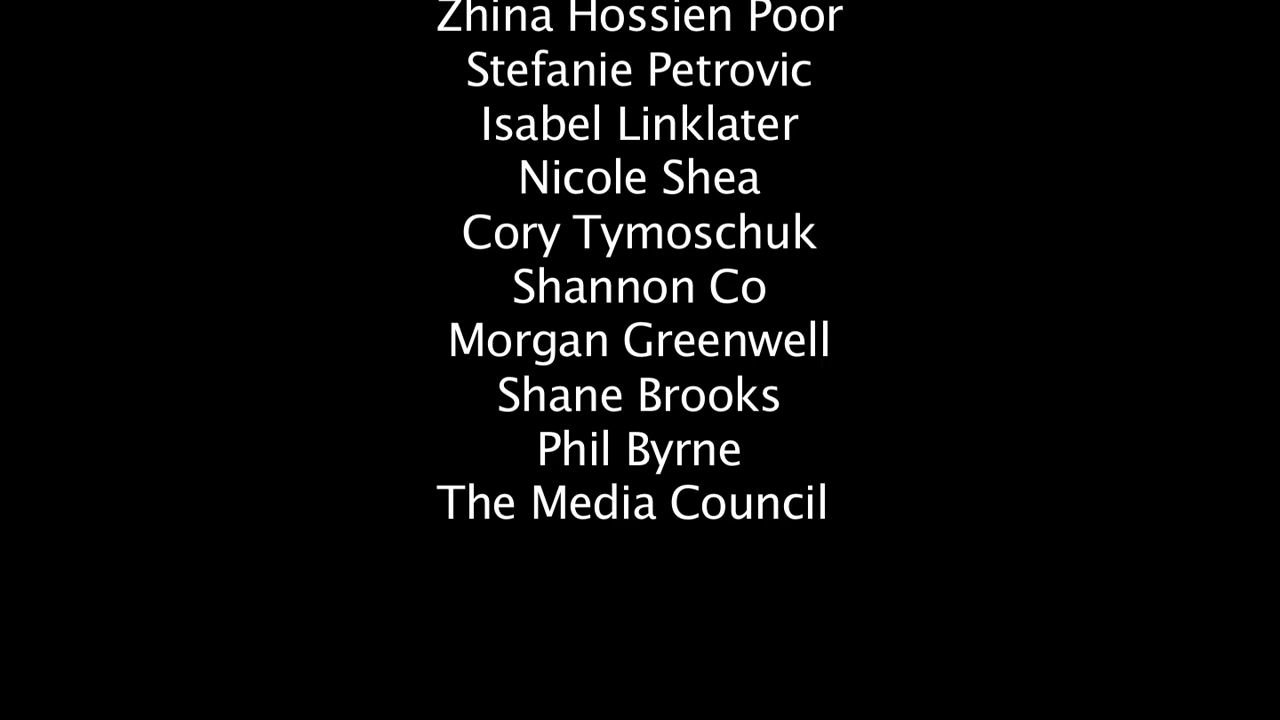 Zhina Hossien Poor
Stefanie Petrovic
Isabel Linklater
Nicole Shea
Cory Tymoschuk
Shannon Co
Morgan Greenwell
Shane Brooks
Phil Byrne
The Media Council